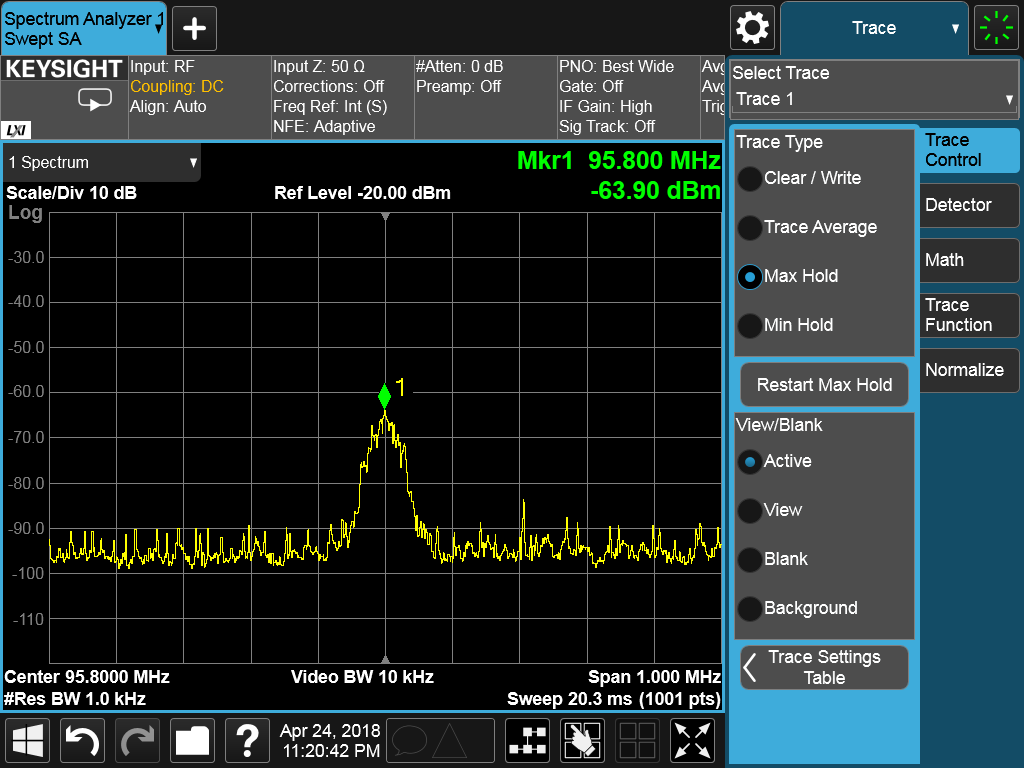 Spectrum Analyzer 1
Swept SA
+
Trace
KEYSIGHT
LXI
Input: RF
Coupling: DC
Align: Auto
Input Z: 50 Ω
Corrections: Off
Freq Ref: Int (S)
NFE: Adaptive
#Atten: 0 dB
Preamp: Off
PNO: Best Wide
Gate: Off
IF Gain: High
Sig Track: Off
Avg
Avg
Trig
Select Trace
Trace 1
1 Spectrum
Mkr1 95.800 MHz
-63.90 dBm
Scale/Div 10 dB
Ref Level -20.00 dBm
Log
-30.0
-40.0
-50.0
-60.0
-70.0
-80.0
-90.0
-100
-110
1
Center 95.8000 MHz
Video BW 10 kHz
Span 1.000 MHz
#Res BW 1.0 kHz
Sweep 20.3 ms (1001 pts)
Trace Type
Clear / Write
Trace Average
Max Hold
Min Hold
Restart Max Hold
View/Blank
Active
View
Blank
Background
Trace Settings
Table
Trace
Control
Detector
Math
Trace
Function
Normalize
?
Apr 24, 2018
11:20:42 PM